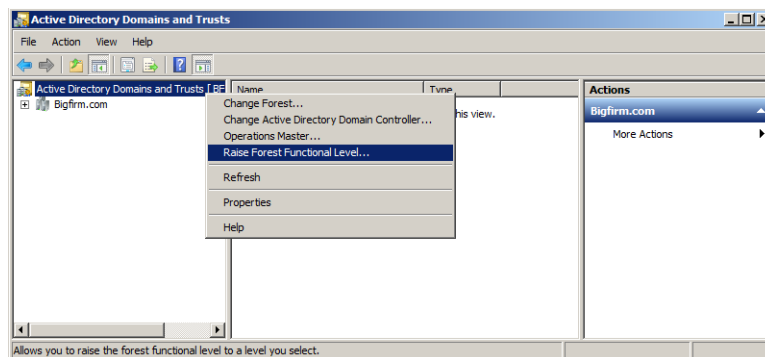 Active Directory Domains and Trusts
File Action View Help
Active Directory Domains and Trusts [ BE
Name Type
Actions
Bigfirm.com
Change Forest...
his view.
Bigfirm.com
Change Active Directory Domain Controller...
Operations Master...
More Actions
Raise Forest Functional Level...
Refresh
Properties
Help
Allows you to raise the forest functional level to a level you select.